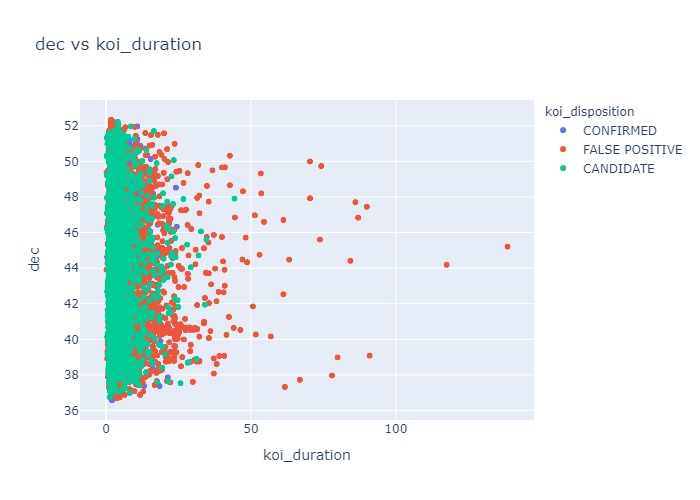 dec vs koi_duration
koi_disposition
CONFIRMED
FALSE POSITIVE
CANDIDATE
52
50
48
46
44
42
40
38
36
dec
0
50
100
koi_duration